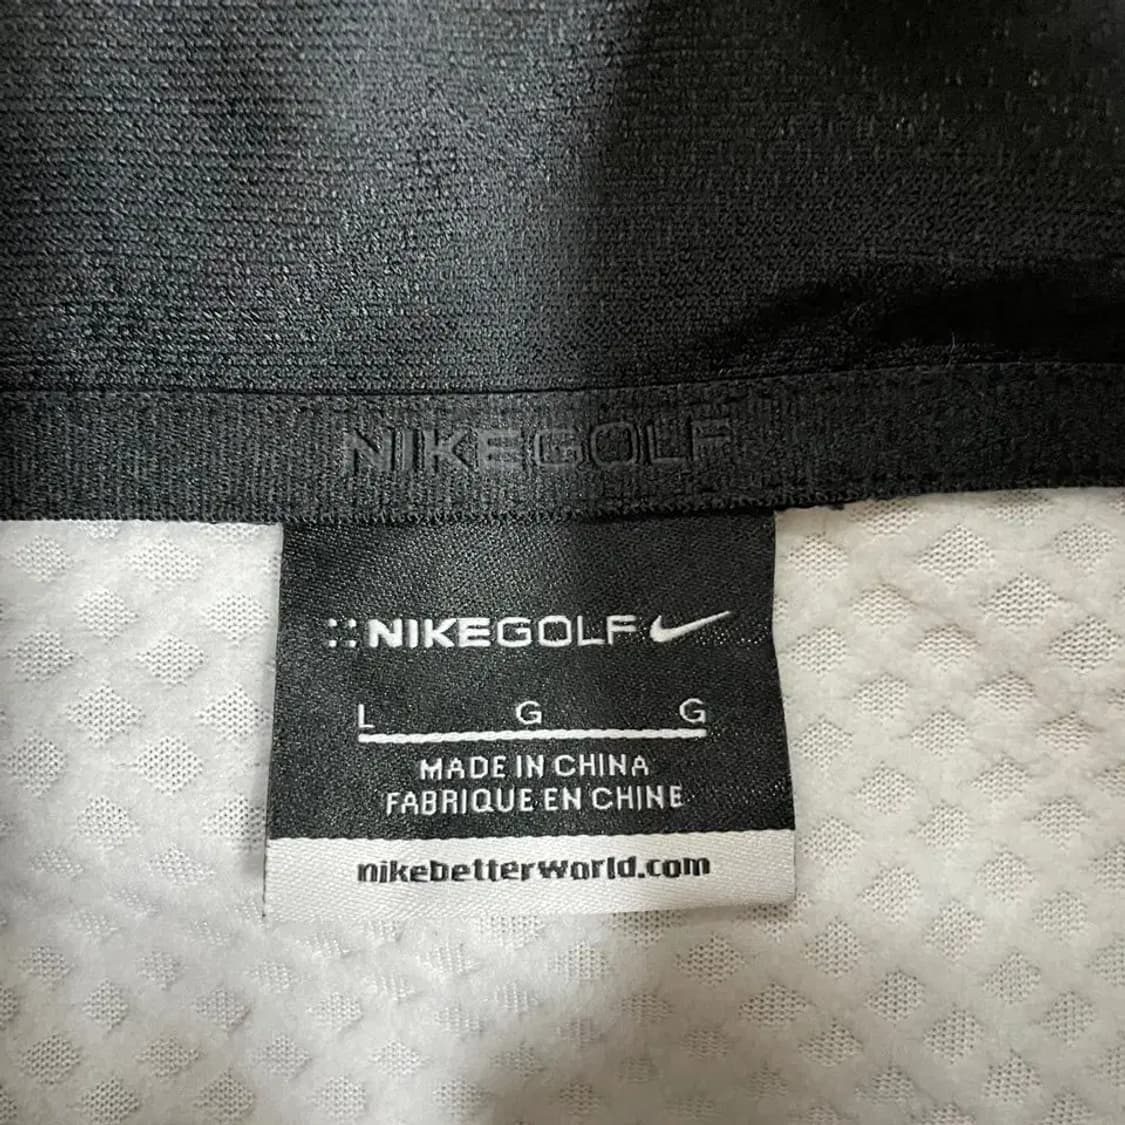 NIKEGOLF
::NIKEGOLF
L G G
MADE IN CHINA
FABRIQUE EN CHINE
nikebetterworld.com